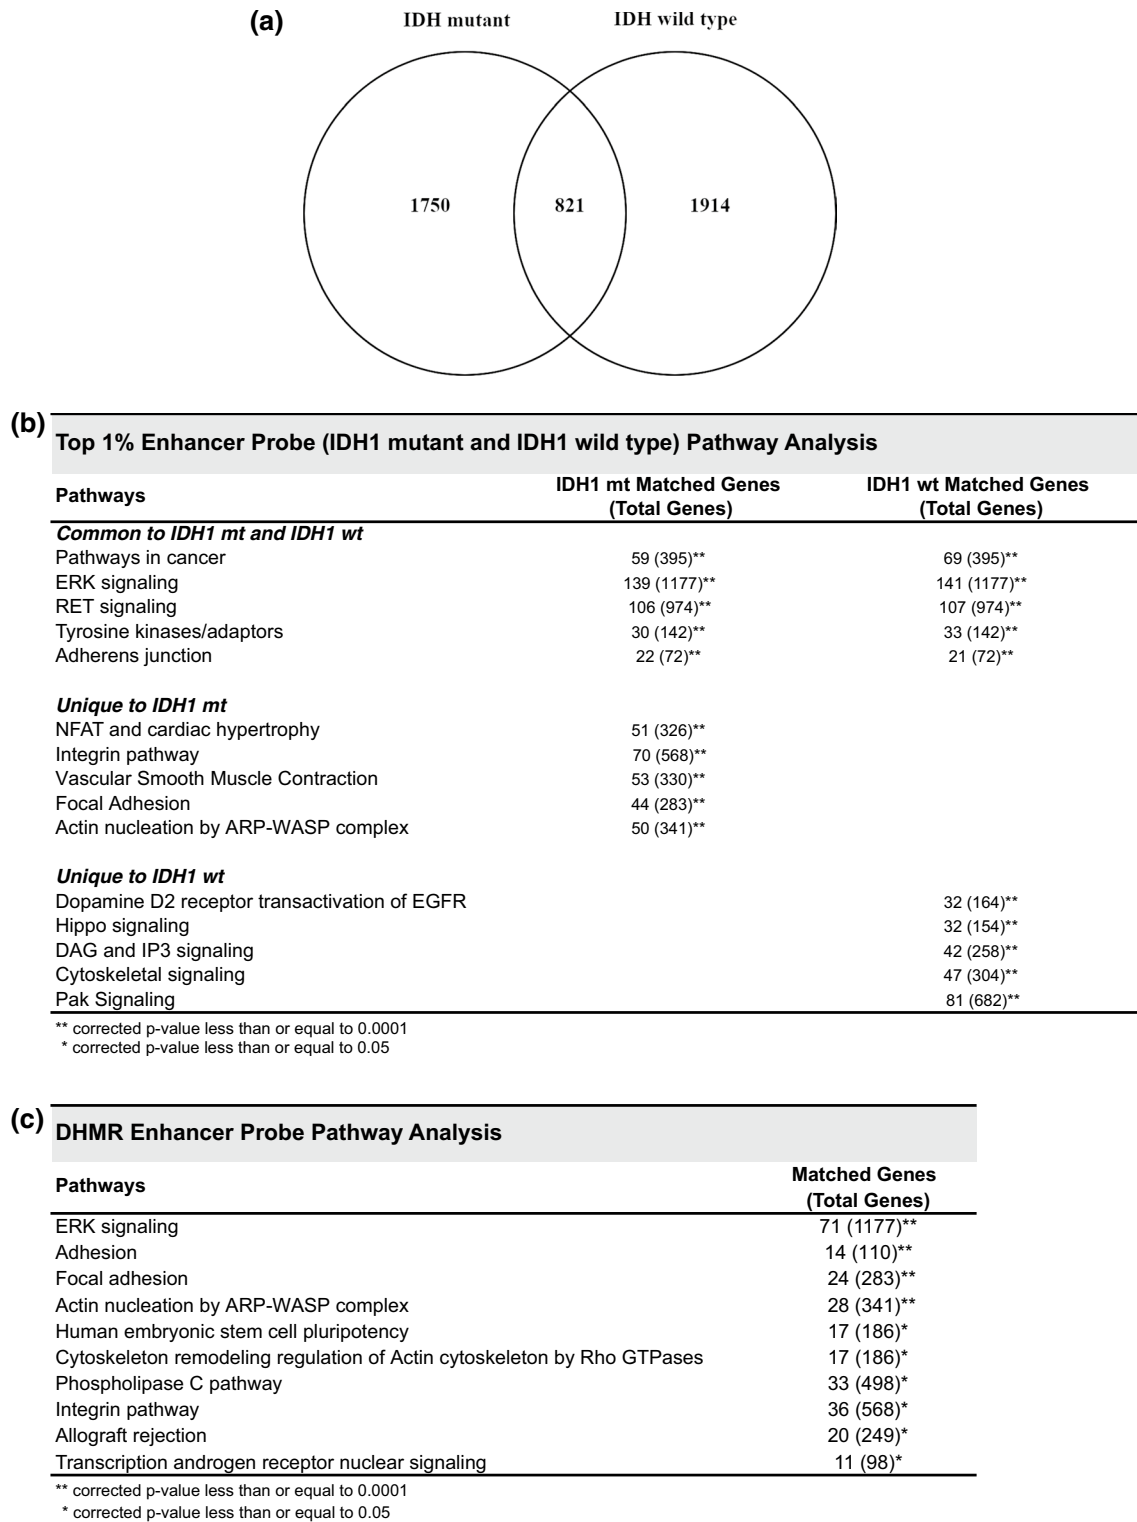 (a)
IDH mutant IDH wild type
1750 821 1914
(b)
Top 1% Enhancer Probe (IDH1 mutant and IDH1 wild type) Pathway Analysis
Pathways IDH1 mt Matched Genes (Total Genes) IDH1 wt Matched Genes (Total Genes)
Common to IDH1 mt and IDH1 wt
Pathways in cancer 59 (395)** 69 (395)**
ERK signaling 139 (1177)** 141 (1177)**
RET signaling 106 (974)** 107 (974)**
Tyrosine kinases/adaptors 30 (142)** 33 (142)**
Adherens junction 22 (72)** 21 (72)**
Unique to IDH1 mt
NFAT and cardiac hypertrophy 51 (326)**
Integrin pathway 70 (568)**
Vascular Smooth Muscle Contraction 53 (330)**
Focal Adhesion 44 (283)**
Actin nucleation by ARP-WASP complex 50 (341)**
Unique to IDH1 wt
Dopamine D2 receptor transactivation of EGFR 32 (164)**
Hippo signaling 32 (154)**
DAG and IP3 signaling 42 (258)**
Cytoskeletal signaling 47 (304)**
Pak Signaling 81 (682)**
** corrected p-value less than or equal to 0.0001
* corrected p-value less than or equal to 0.05
(c)
DHMR Enhancer Probe Pathway Analysis
Pathways Matched Genes (Total Genes)
ERK signaling 71 (1177)**
Adhesion 14 (110)**
Focal adhesion 24 (283)**
Actin nucleation by ARP-WASP complex 28 (341)**
Human embryonic stem cell pluripotency 17 (186)*
Cytoskeleton remodeling regulation of Actin cytoskeleton by Rho GTPases 17 (186)*
Phospholipase C pathway 33 (498)*
Integrin pathway 36 (568)*
Allograft rejection 20 (249)*
Transcription androgen receptor nuclear signaling 11 (98)*
** corrected p-value less than or equal to 0.0001
* corrected p-value less than or equal to 0.05